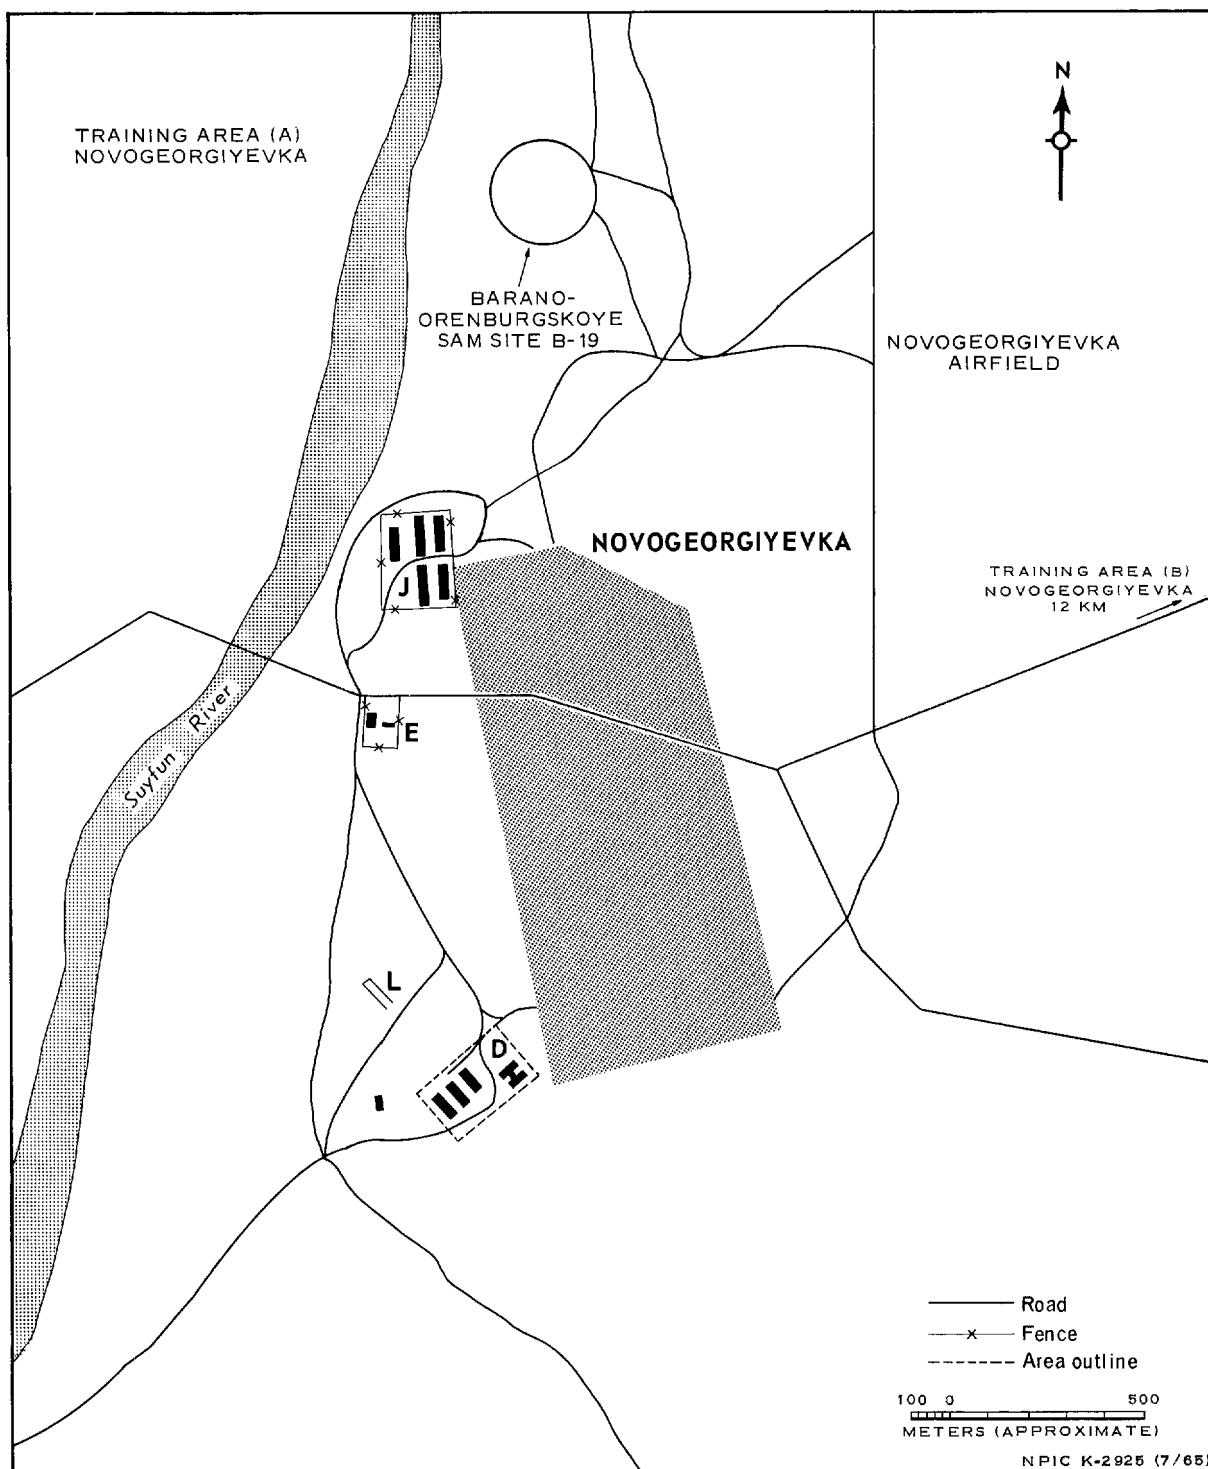 N
TRAINING AREA (A)
NOVOGEORGIYEVKA
BARANO-
ORENBURGSKOYE
SAM SITE B-19
NOVOGEORGIYEVKA
AIRFIELD
NOVOGEORGIYEVKA
J
TRAINING AREA (B)
NOVOGEORGIYEVKA
12 KM
Suyfun River
E
L
D
Road
Fence
Area outline
100 0 500
METERS (APPROXIMATE)
NPIC K-2925 (7/65)